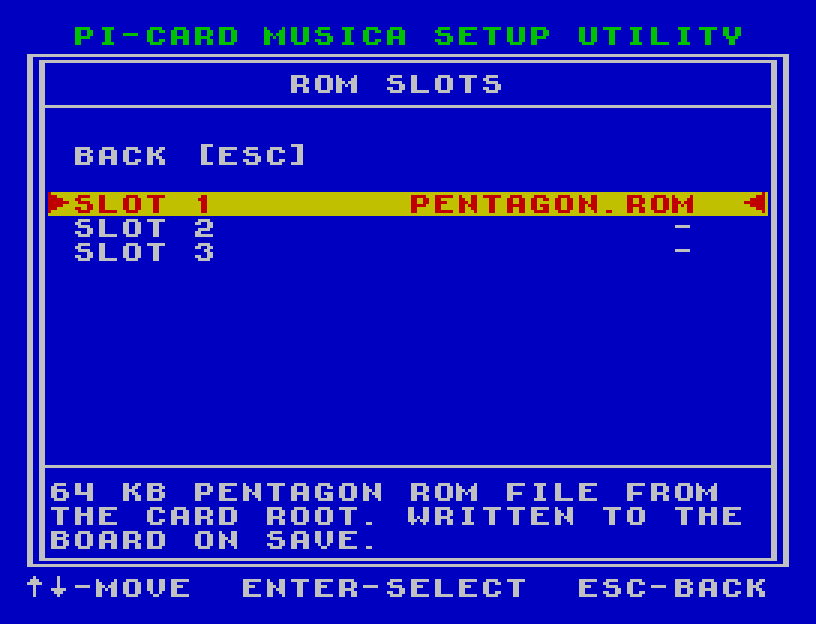 PI-CARD MUSICA SETUP UTILITY
ROM SLOTS
BACK [ESC]
►SLOT 1 PENTAGON.ROM ◄
SLOT 2 -
SLOT 3 -
64 KB PENTAGON ROM FILE FROM
THE CARD ROOT. WRITTEN TO THE
BOARD ON SAVE.
↑↓-MOVE ENTER-SELECT ESC-BACK